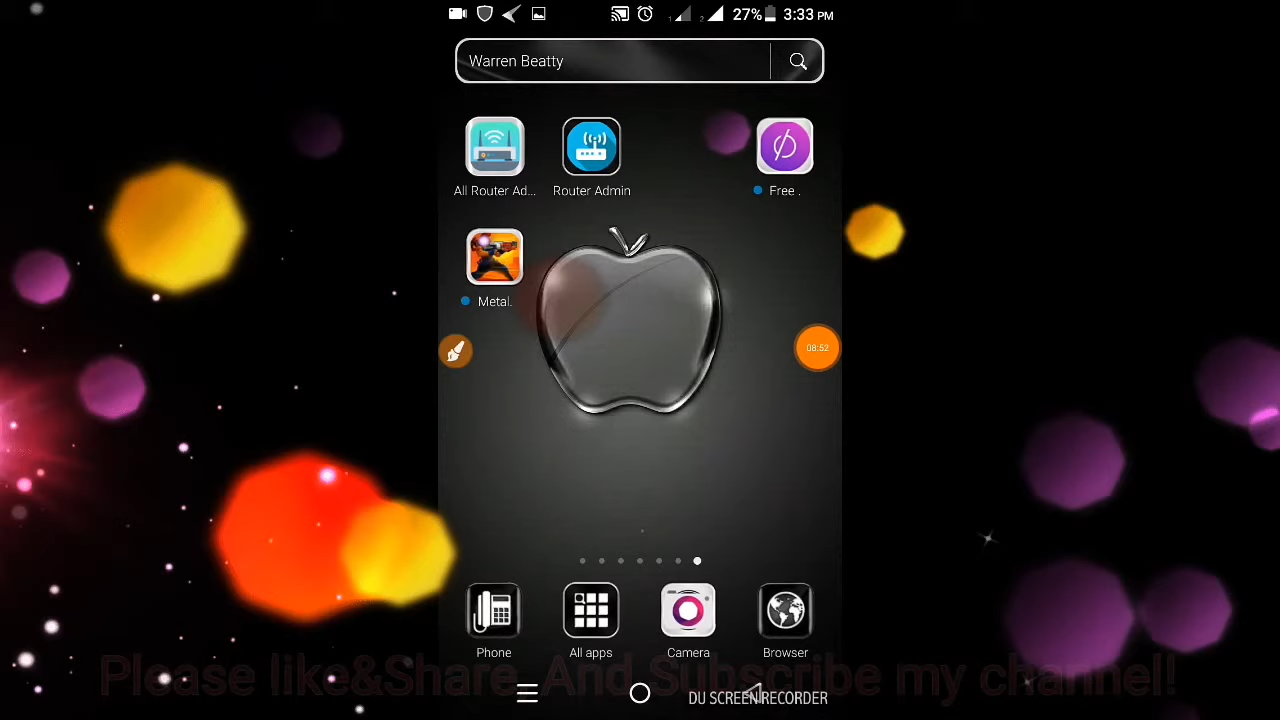 27% 3:33 PM
Warren Beatty
All Router Ad... Router Admin Free .
Metal.
08:52
Phone All apps Camera Browser
Please like&Share, And Subscribe my channel!
DU SCREEN RECORDER